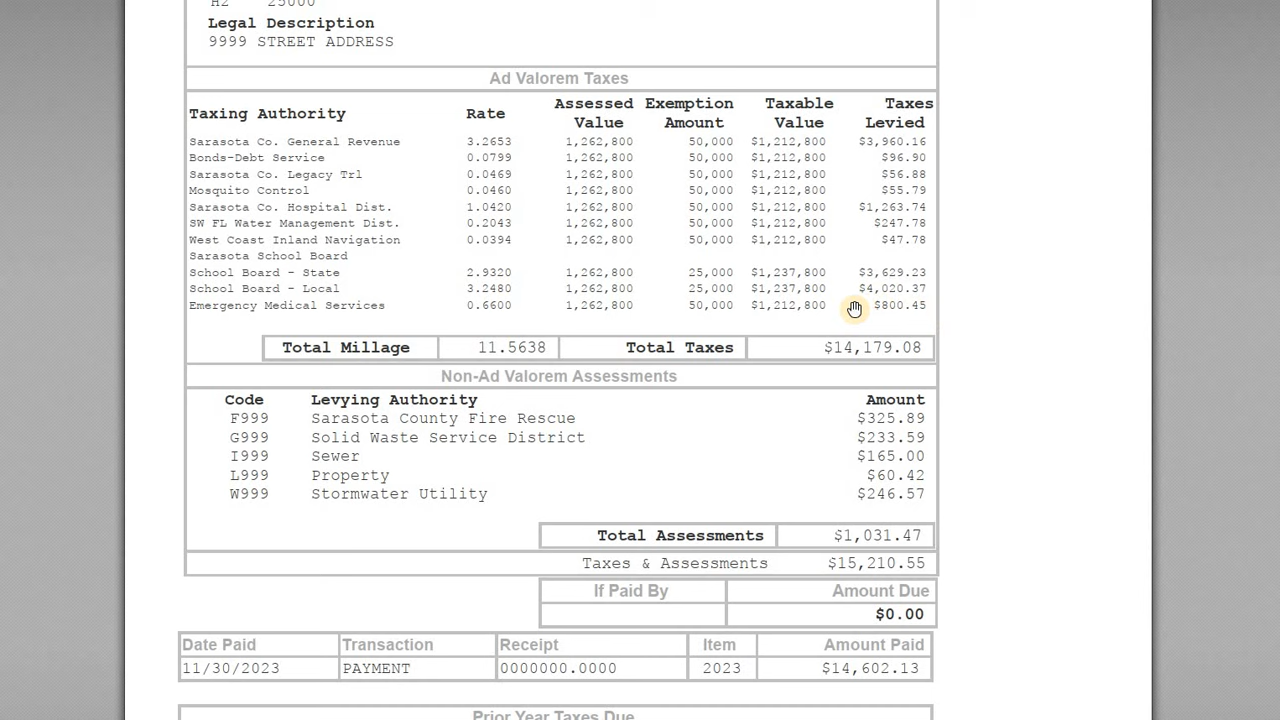 H2 25000
Legal Description
9999 STREET ADDRESS
Ad Valorem Taxes
Taxing Authority Rate Assessed Value Exemption Amount Taxable Value Taxes Levied
Sarasota Co. General Revenue 3.2653 1,262,800 50,000 $1,212,800 $3,960.16
Bonds-Debt Service 0.0799 1,262,800 50,000 $1,212,800 $96.90
Sarasota Co. Legacy Trl 0.0469 1,262,800 50,000 $1,212,800 $56.88
Mosquito Control 0.0460 1,262,800 50,000 $1,212,800 $55.79
Sarasota Co. Hospital Dist. 1.0420 1,262,800 50,000 $1,212,800 $1,263.74
SW FL Water Management Dist. 0.2043 1,262,800 50,000 $1,212,800 $247.78
West Coast Inland Navigation 0.0394 1,262,800 50,000 $1,212,800 $47.78
Sarasota School Board
School Board - State 2.9320 1,262,800 25,000 $1,237,800 $3,629.23
School Board - Local 3.2480 1,262,800 25,000 $1,237,800 $4,020.37
Emergency Medical Services 0.6600 1,262,800 50,000 $1,212,800 $800.45
Total Millage 11.5638 Total Taxes $14,179.08
Non-Ad Valorem Assessments
Code Levying Authority Amount
F999 Sarasota County Fire Rescue $325.89
G999 Solid Waste Service District $233.59
I999 Sewer $165.00
L999 Property $60.42
W999 Stormwater Utility $246.57
Total Assessments $1,031.47
Taxes & Assessments $15,210.55
If Paid By Amount Due
$0.00
Date Paid Transaction Receipt Item Amount Paid
11/30/2023 PAYMENT 0000000.0000 2023 $14,602.13
Prior Year Taxes Due